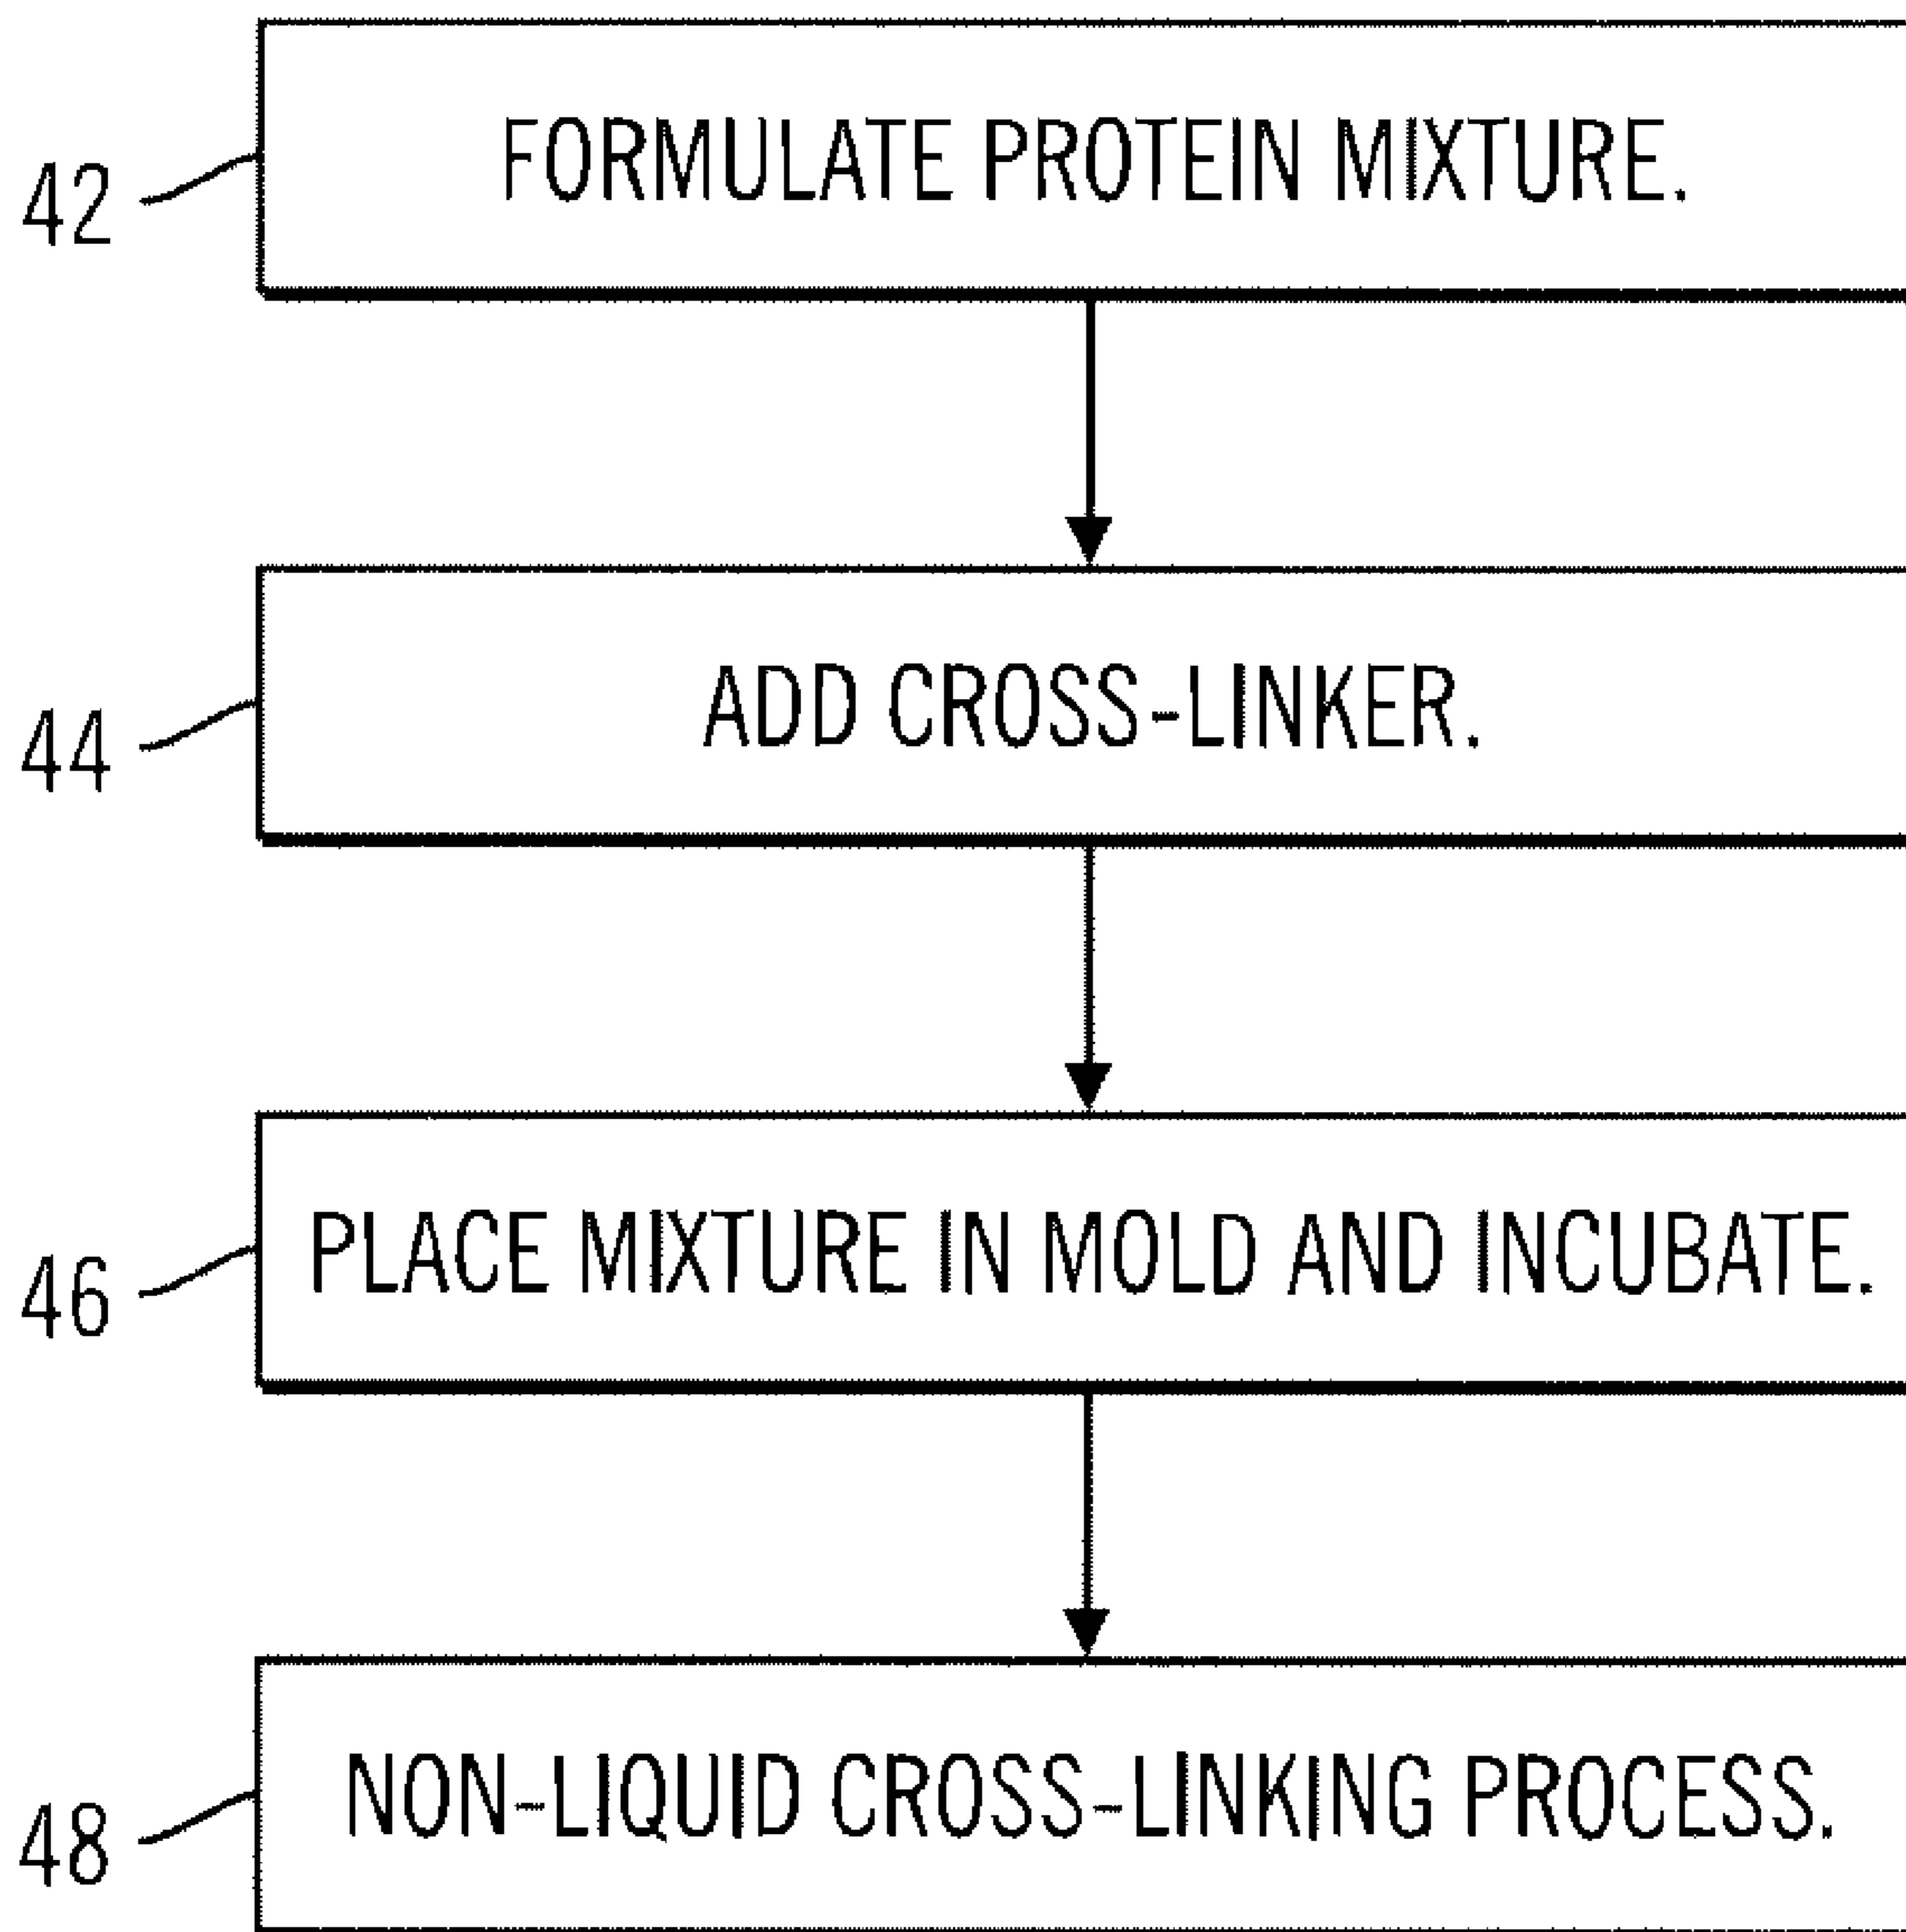 FORMULATE PROTEIN MIXTURE.
42
ADD CROSS-LINKER.
44
PLACE MIXTURE IN MOLD AND INCUBATE.
46
NON-LIQUID CROSS-LINKING PROCESS.
48